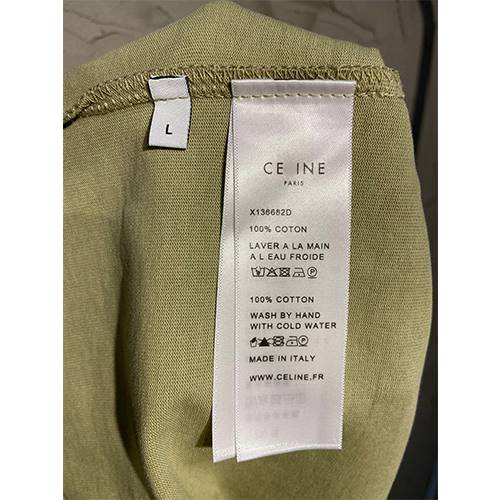 L
CE INE
PARIS
X138682D
100% COTON
LAVER A LA MAIN
A L EAU FROIDE
100% COTTON
WASH BY HAND
WITH COLD WATER
MADE IN ITALY
WWW.CELINE.FR